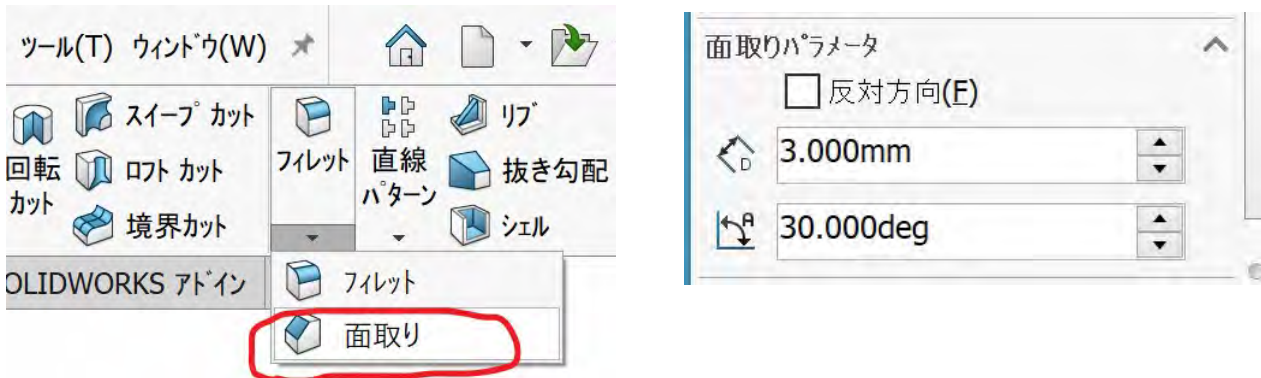 ツール(T) ウィンドウ(W)
回転
カット
スイープ カット
ロフト カット
境界カット
フィレット
直線
パターン
リブ
抜き勾配
シェル
OLIDWORKS アドイン
フィレット
面取り
面取りパラメータ
反対方向(F)
D
3.000mm
A
30.000deg